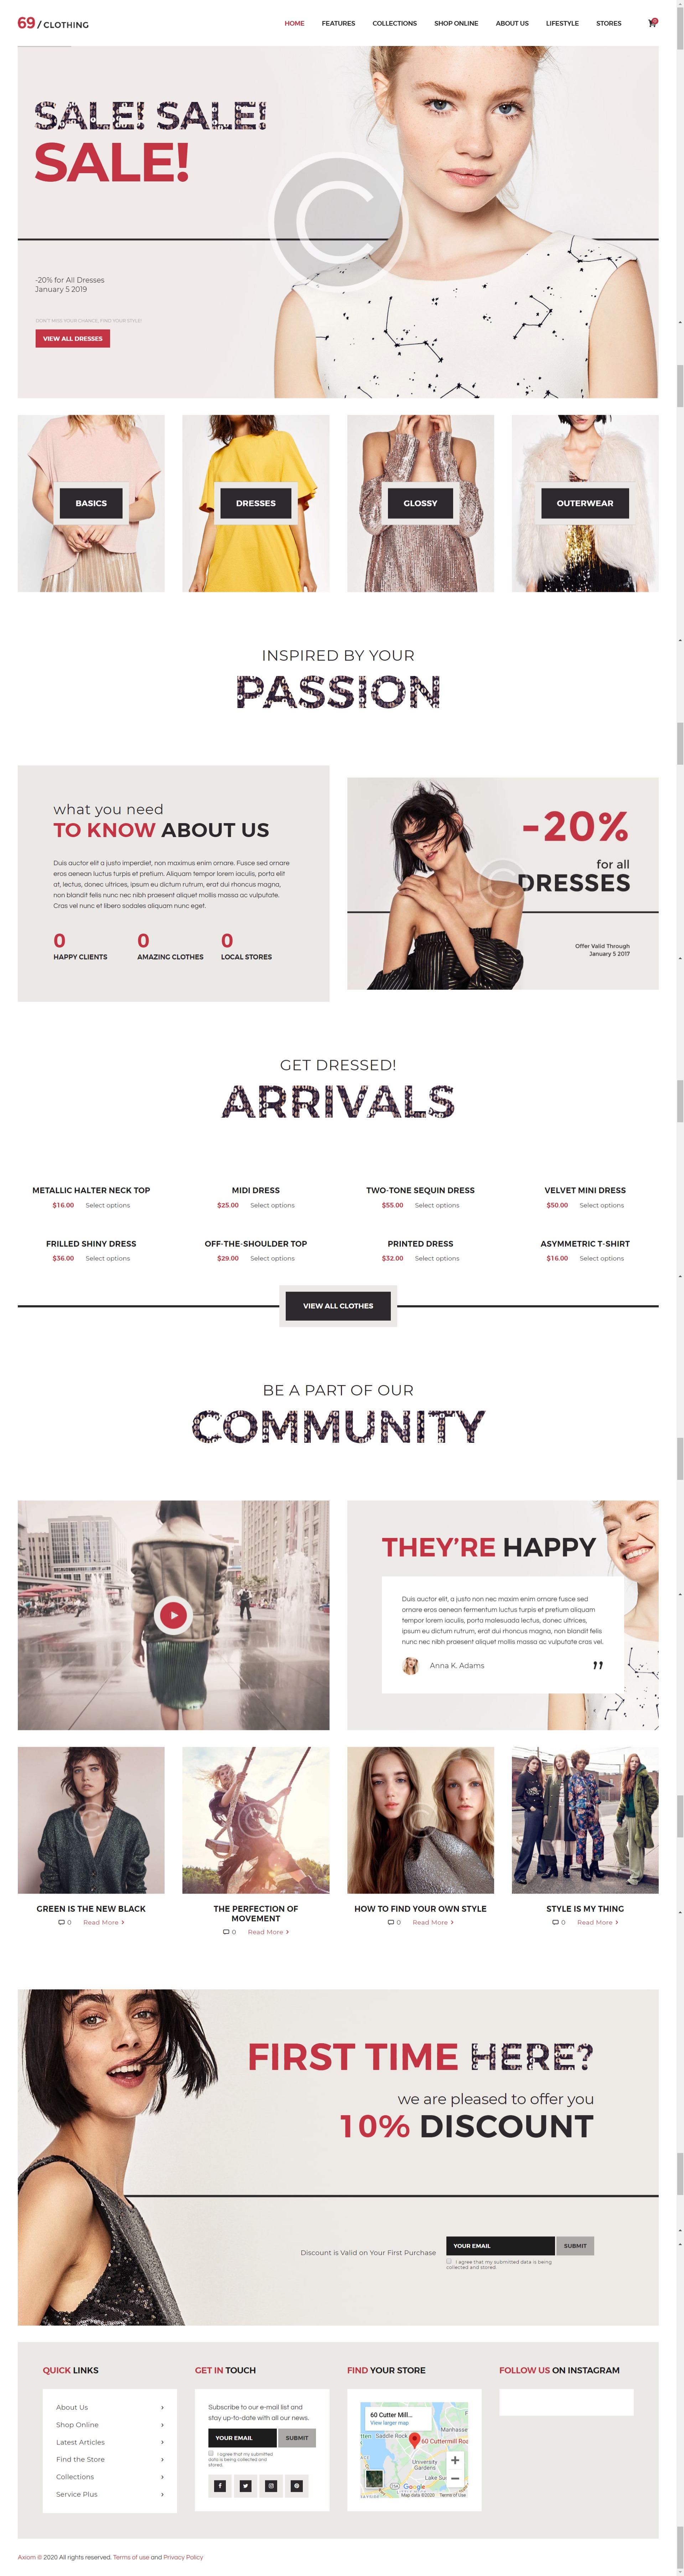 69 / CLOTHING
HOME FEATURES COLLECTIONS SHOP ONLINE ABOUT US LIFESTYLE STORES 0
SALE! SALE!
SALE!
-20% for All Dresses
January 5 2019
DON'T MISS YOUR CHANCE, FIND YOUR STYLE!
VIEW ALL DRESSES
BASICS DRESSES GLOSSY OUTERWEAR
INSPIRED BY YOUR
PASSION
what you need
TO KNOW ABOUT US
Duis auctor elit a justo imperdiet, non maximus enim ornare. Fusce sed ornare
eros aenean luctus turpis et pretium. Aliquam tempor lorem iaculis, porta elit
at, lectus, donec ultrices, ipsum eu dictum rutrum, erat dui rhoncus magna,
non blandit felis nunc nec nibh praesent aliquet mollis massa ac vulputate.
Cras vel nunc et libero sodales aliquam nunc eget.
0 0 0
HAPPY CLIENTS AMAZING CLOTHES LOCAL STORES
-20%
for all
DRESSES
Offer Valid Through
January 5 2017
GET DRESSED!
ARRIVALS
METALLIC HALTER NECK TOP MIDI DRESS TWO-TONE SEQUIN DRESS VELVET MINI DRESS
$16.00 Select options $25.00 Select options $55.00 Select options $50.00 Select options
FRILLED SHINY DRESS OFF-THE-SHOULDER TOP PRINTED DRESS ASYMMETRIC T-SHIRT
$36.00 Select options $29.00 Select options $32.00 Select options $16.00 Select options
VIEW ALL CLOTHES
BE A PART OF OUR
COMMUNITY
THEY'RE HAPPY
Duis auctor elit, a justo non nec maxim enim ornare fusce sed
ornare eros aenean fermentum luctus turpis et pretium aliquam
tempor lorem iaculis, porta malesuada lectus, donec ultrices,
ipsum eu dictum rutrum, erat dui rhoncus magna, non blandit felis
nunc nec nibh praesent aliquet mollis massa ac vulputate cras vel.
Anna K. Adams
GREEN IS THE NEW BLACK
0 Read More
THE PERFECTION OF
MOVEMENT
0 Read More
HOW TO FIND YOUR OWN STYLE
0 Read More
STYLE IS MY THING
0 Read More
FIRST TIME HERE?
we are pleased to offer you
10% DISCOUNT
Discount is Valid on Your First Purchase
YOUR EMAIL SUBMIT
I agree that my submitted data is being
collected and stored.
QUICK LINKS
About Us
Shop Online
Latest Articles
Find the Store
Collections
Service Plus
GET IN TOUCH
Subscribe to our e-mail list and
stay up-to-date with all our news.
YOUR EMAIL SUBMIT
I agree that my submitted
data is being collected and
stored.
FIND YOUR STORE
60 Cutter Mill...
View larger map
Saddle Rock
Manhasse
60 Cuttermill Roa
University
Gardens
Lake Su
25A
Google
Map data ©2020 Terms of Use
FOLLOW US ON INSTAGRAM
Axiom © 2020 All rights reserved. Terms of use and Privacy Policy